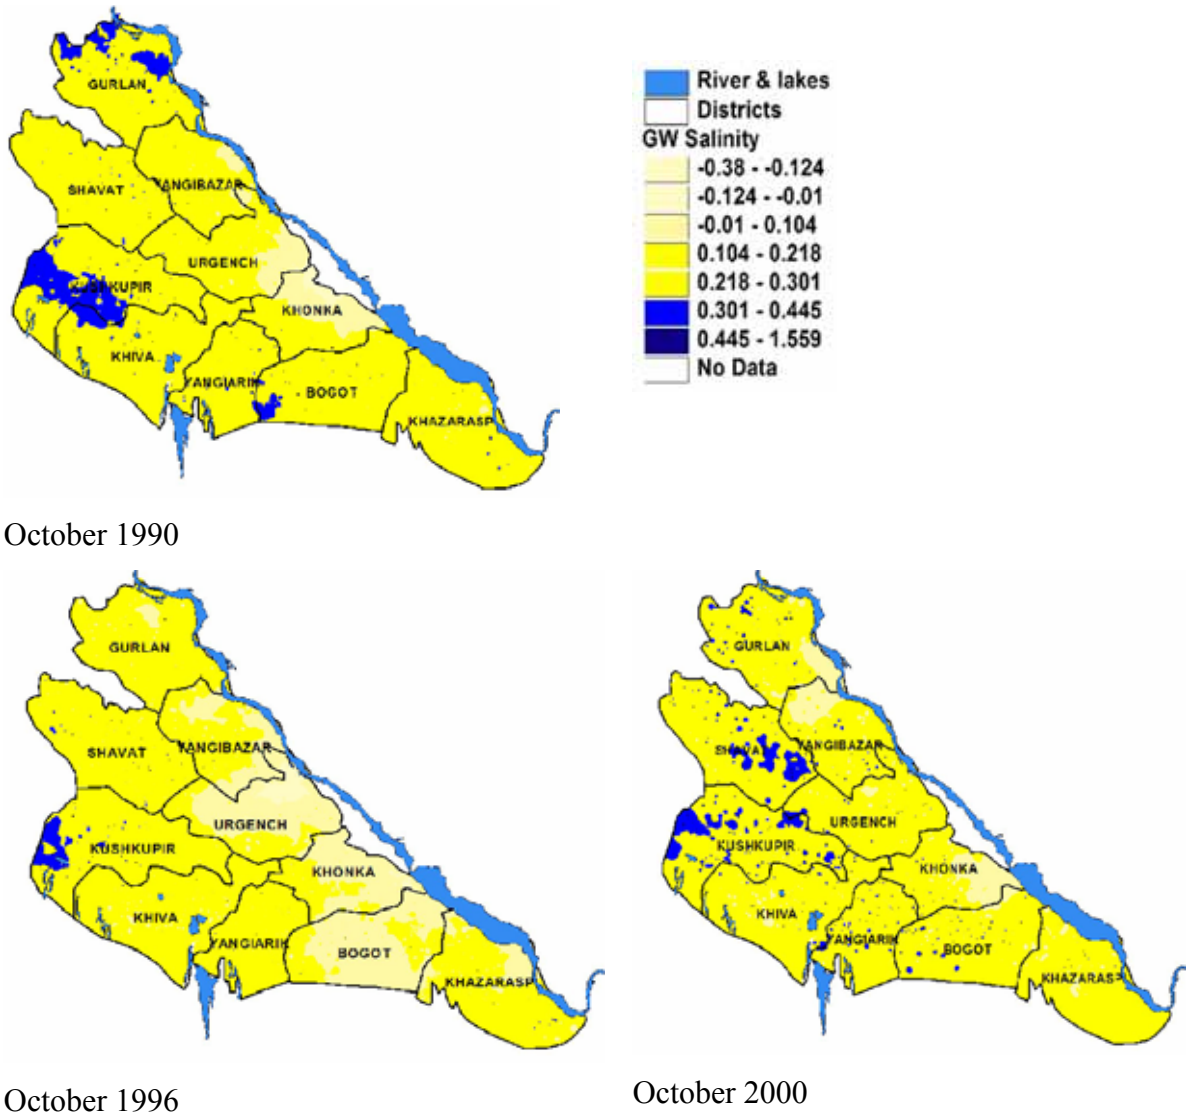 GURLAN
SHAVAT
YANGIBAZAR
URGENCH
KUSHKUPIR
KHONKA
KHIVA
YANGIARIK
BOGOT
KHAZARASP
River & lakes
Districts
GW Salinity
-0.38 - -0.124
-0.124 - -0.01
-0.01 - 0.104
0.104 - 0.218
0.218 - 0.301
0.301 - 0.445
0.445 - 1.559
No Data
October 1990
GURLAN
SHAVAT
YANGIBAZAR
URGENCH
KUSHKUPIR
KHONKA
KHIVA
YANGIARIK
BOGOT
KHAZARASP
October 1996
GURLAN
SHAVAT
YANGIBAZAR
URGENCH
KUSHKUPIR
KHONKA
KHIVA
YANGIARIK
BOGOT
KHAZARASP
October 2000